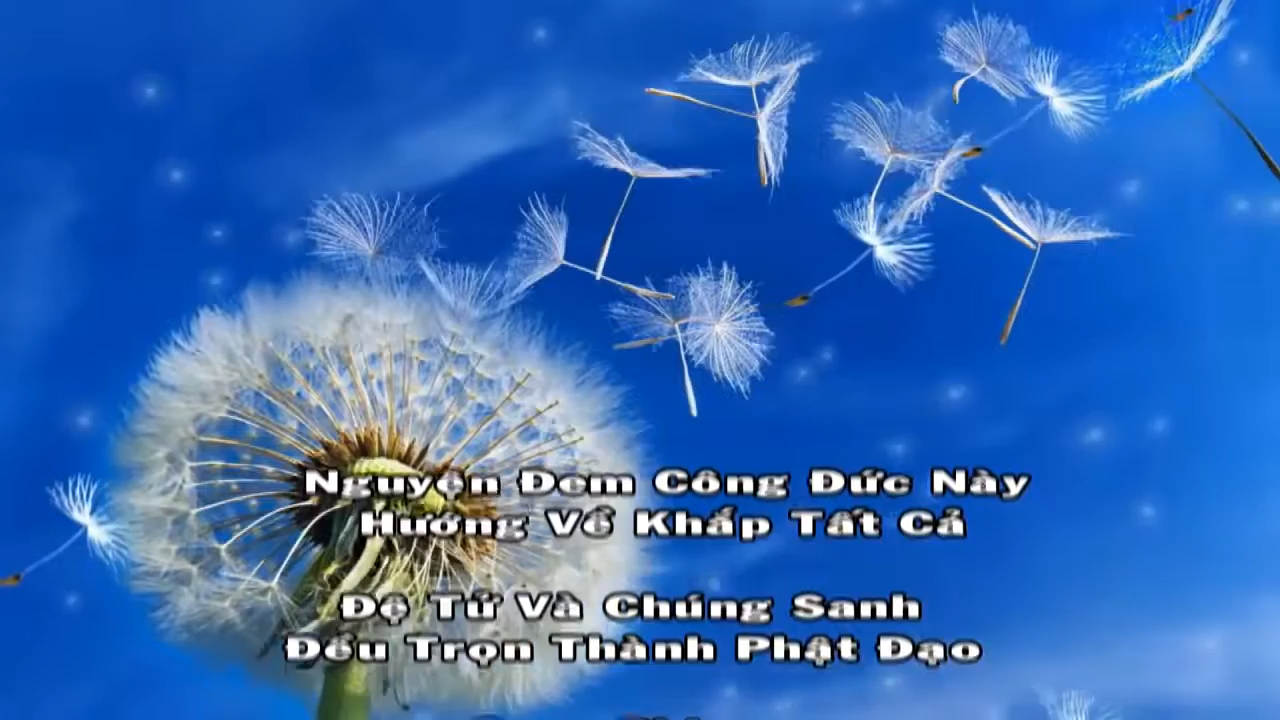 Nguyện Đem Công Đức Này
Hướng Về Khắp Tất Cả
Đệ Tử Và Chúng Sanh
Đều Trọn Thành Phật Đạo